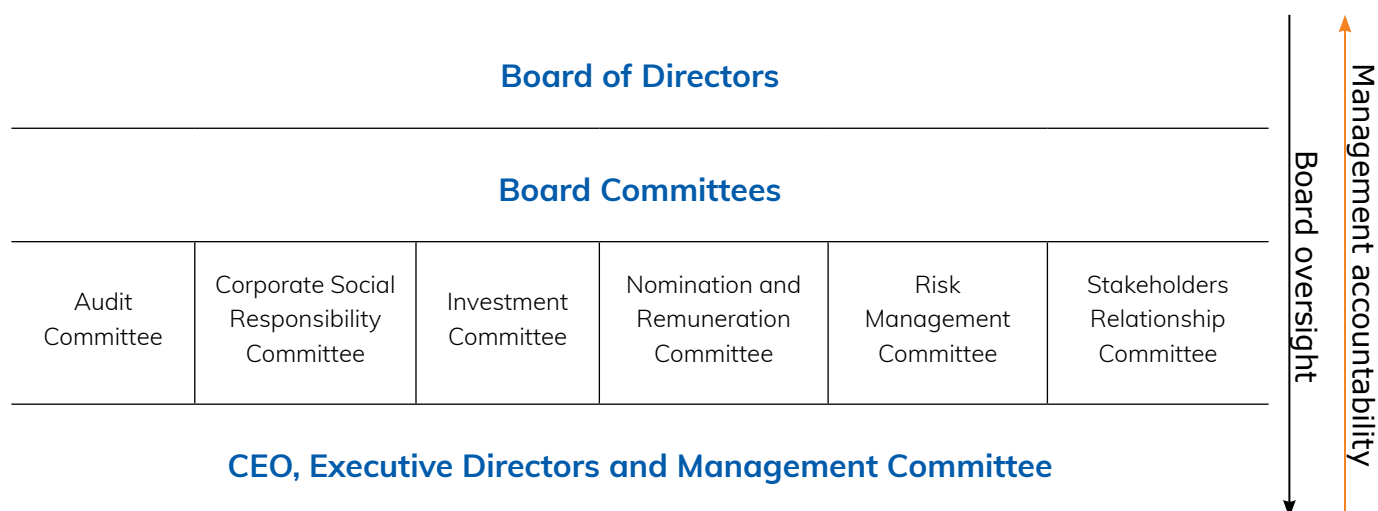 Board of Directors
Board Committees
Audit
Committee
Corporate Social
Responsibility
Committee
Investment
Committee
Nomination and
Remuneration
Committee
Risk
Management
Committee
Stakeholders
Relationship
Committee
CEO, Executive Directors and Management Committee
Board oversight
Management accountability